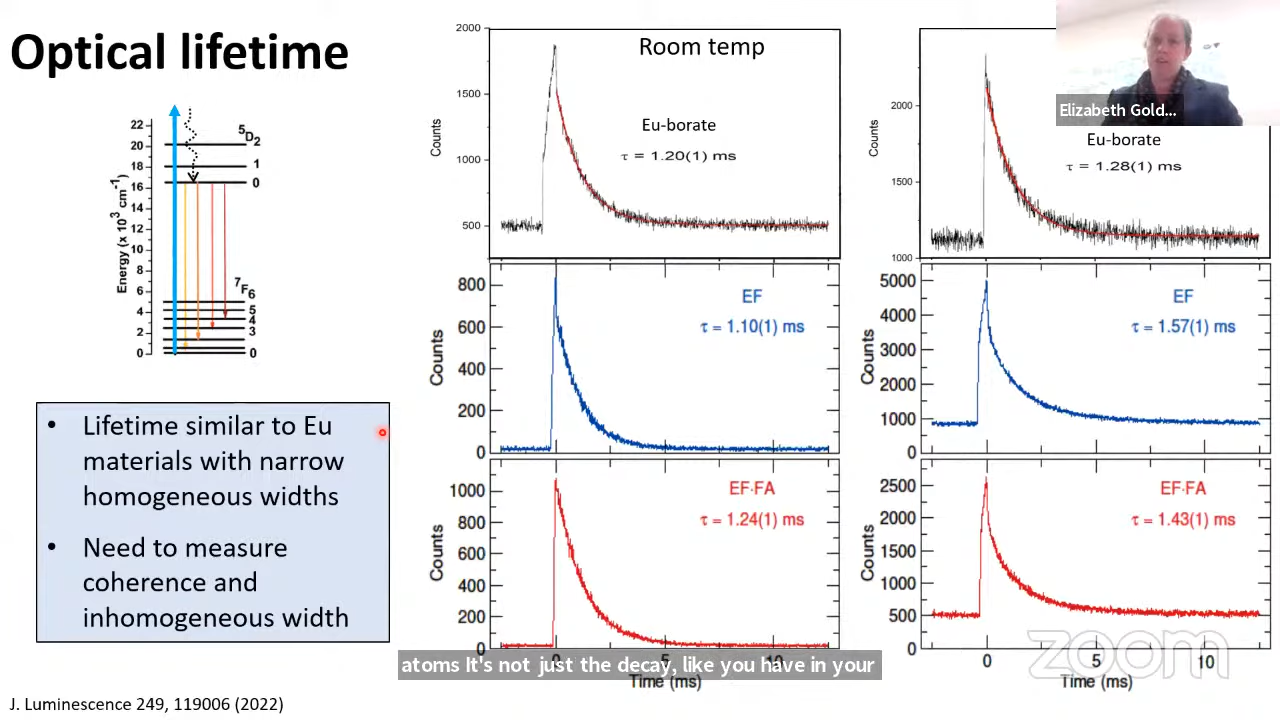 Optical lifetime
22
20
18
16
14
12
10
8
6
4
2
0
Energy (x 10³ cm⁻¹)
⁵D₂
1
0
⁷F₆
5
4
3
0
• Lifetime similar to Eu
materials with narrow
homogeneous widths
• Need to measure
coherence and
inhomogeneous width
J. Luminescence 249, 119006 (2022)
2000
1500
1000
500
Counts
Room temp
Eu-borate
τ = 1.20(1) ms
2000
1500
1000
Counts
Eu-borate
τ = 1.28(1) ms
Elizabeth Gold...
800
600
400
200
0
Counts
EF
τ = 1.10(1) ms
5000
4000
3000
2000
1000
0
Counts
EF
τ = 1.57(1) ms
1000
800
600
400
200
0
Counts
EF·FA
τ = 1.24(1) ms
2500
2000
1500
1000
500
0
Counts
EF·FA
τ = 1.43(1) ms
0 5 10
Time (ms)
0 5 10
Time (ms)
atoms It's not just the decay, like you have in your
zoom